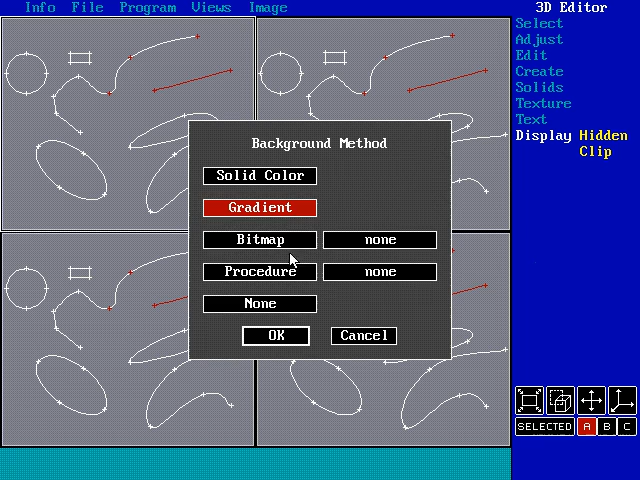 Info File Program Views Image 3D Editor
Select
Adjust
Edit
Create
Solids
Texture
Text
Display Hidden
Clip
Background Method
Solid Color
Gradient
Bitmap none
Procedure none
None
OK Cancel
SELECTED A B C